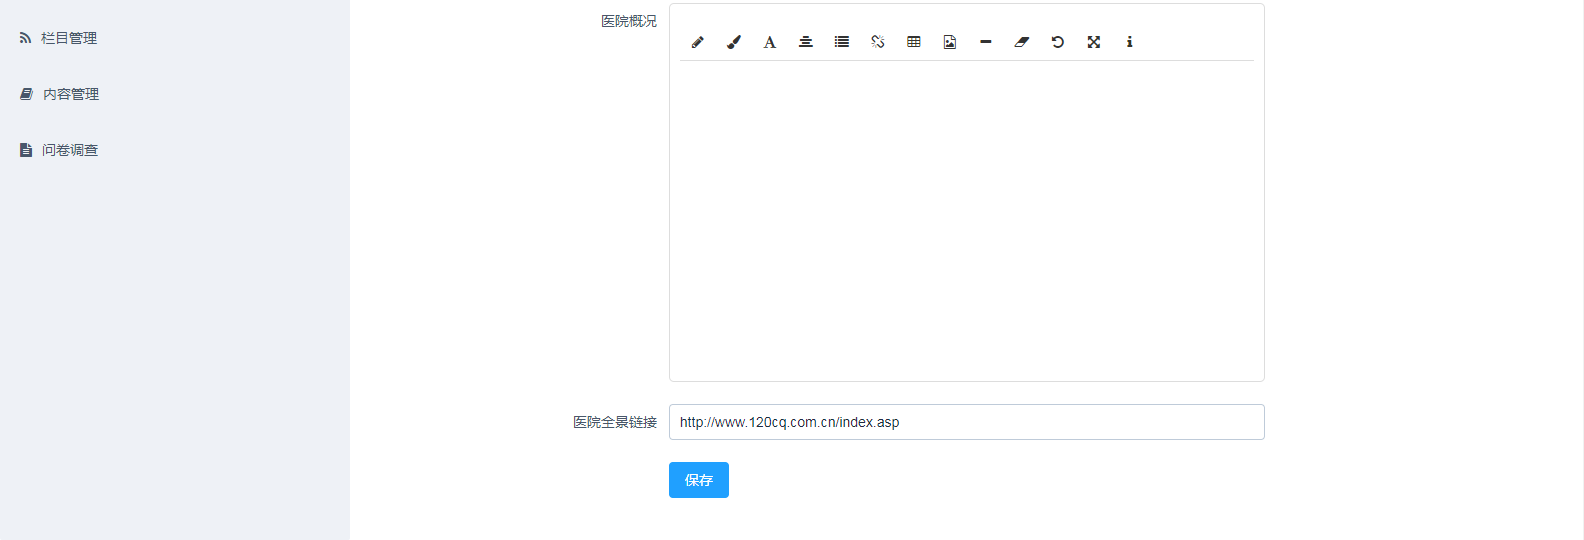 栏目管理
内容管理
问卷调查
医院概况
医院全景链接
http://www.120cq.com.cn/index.asp
保存